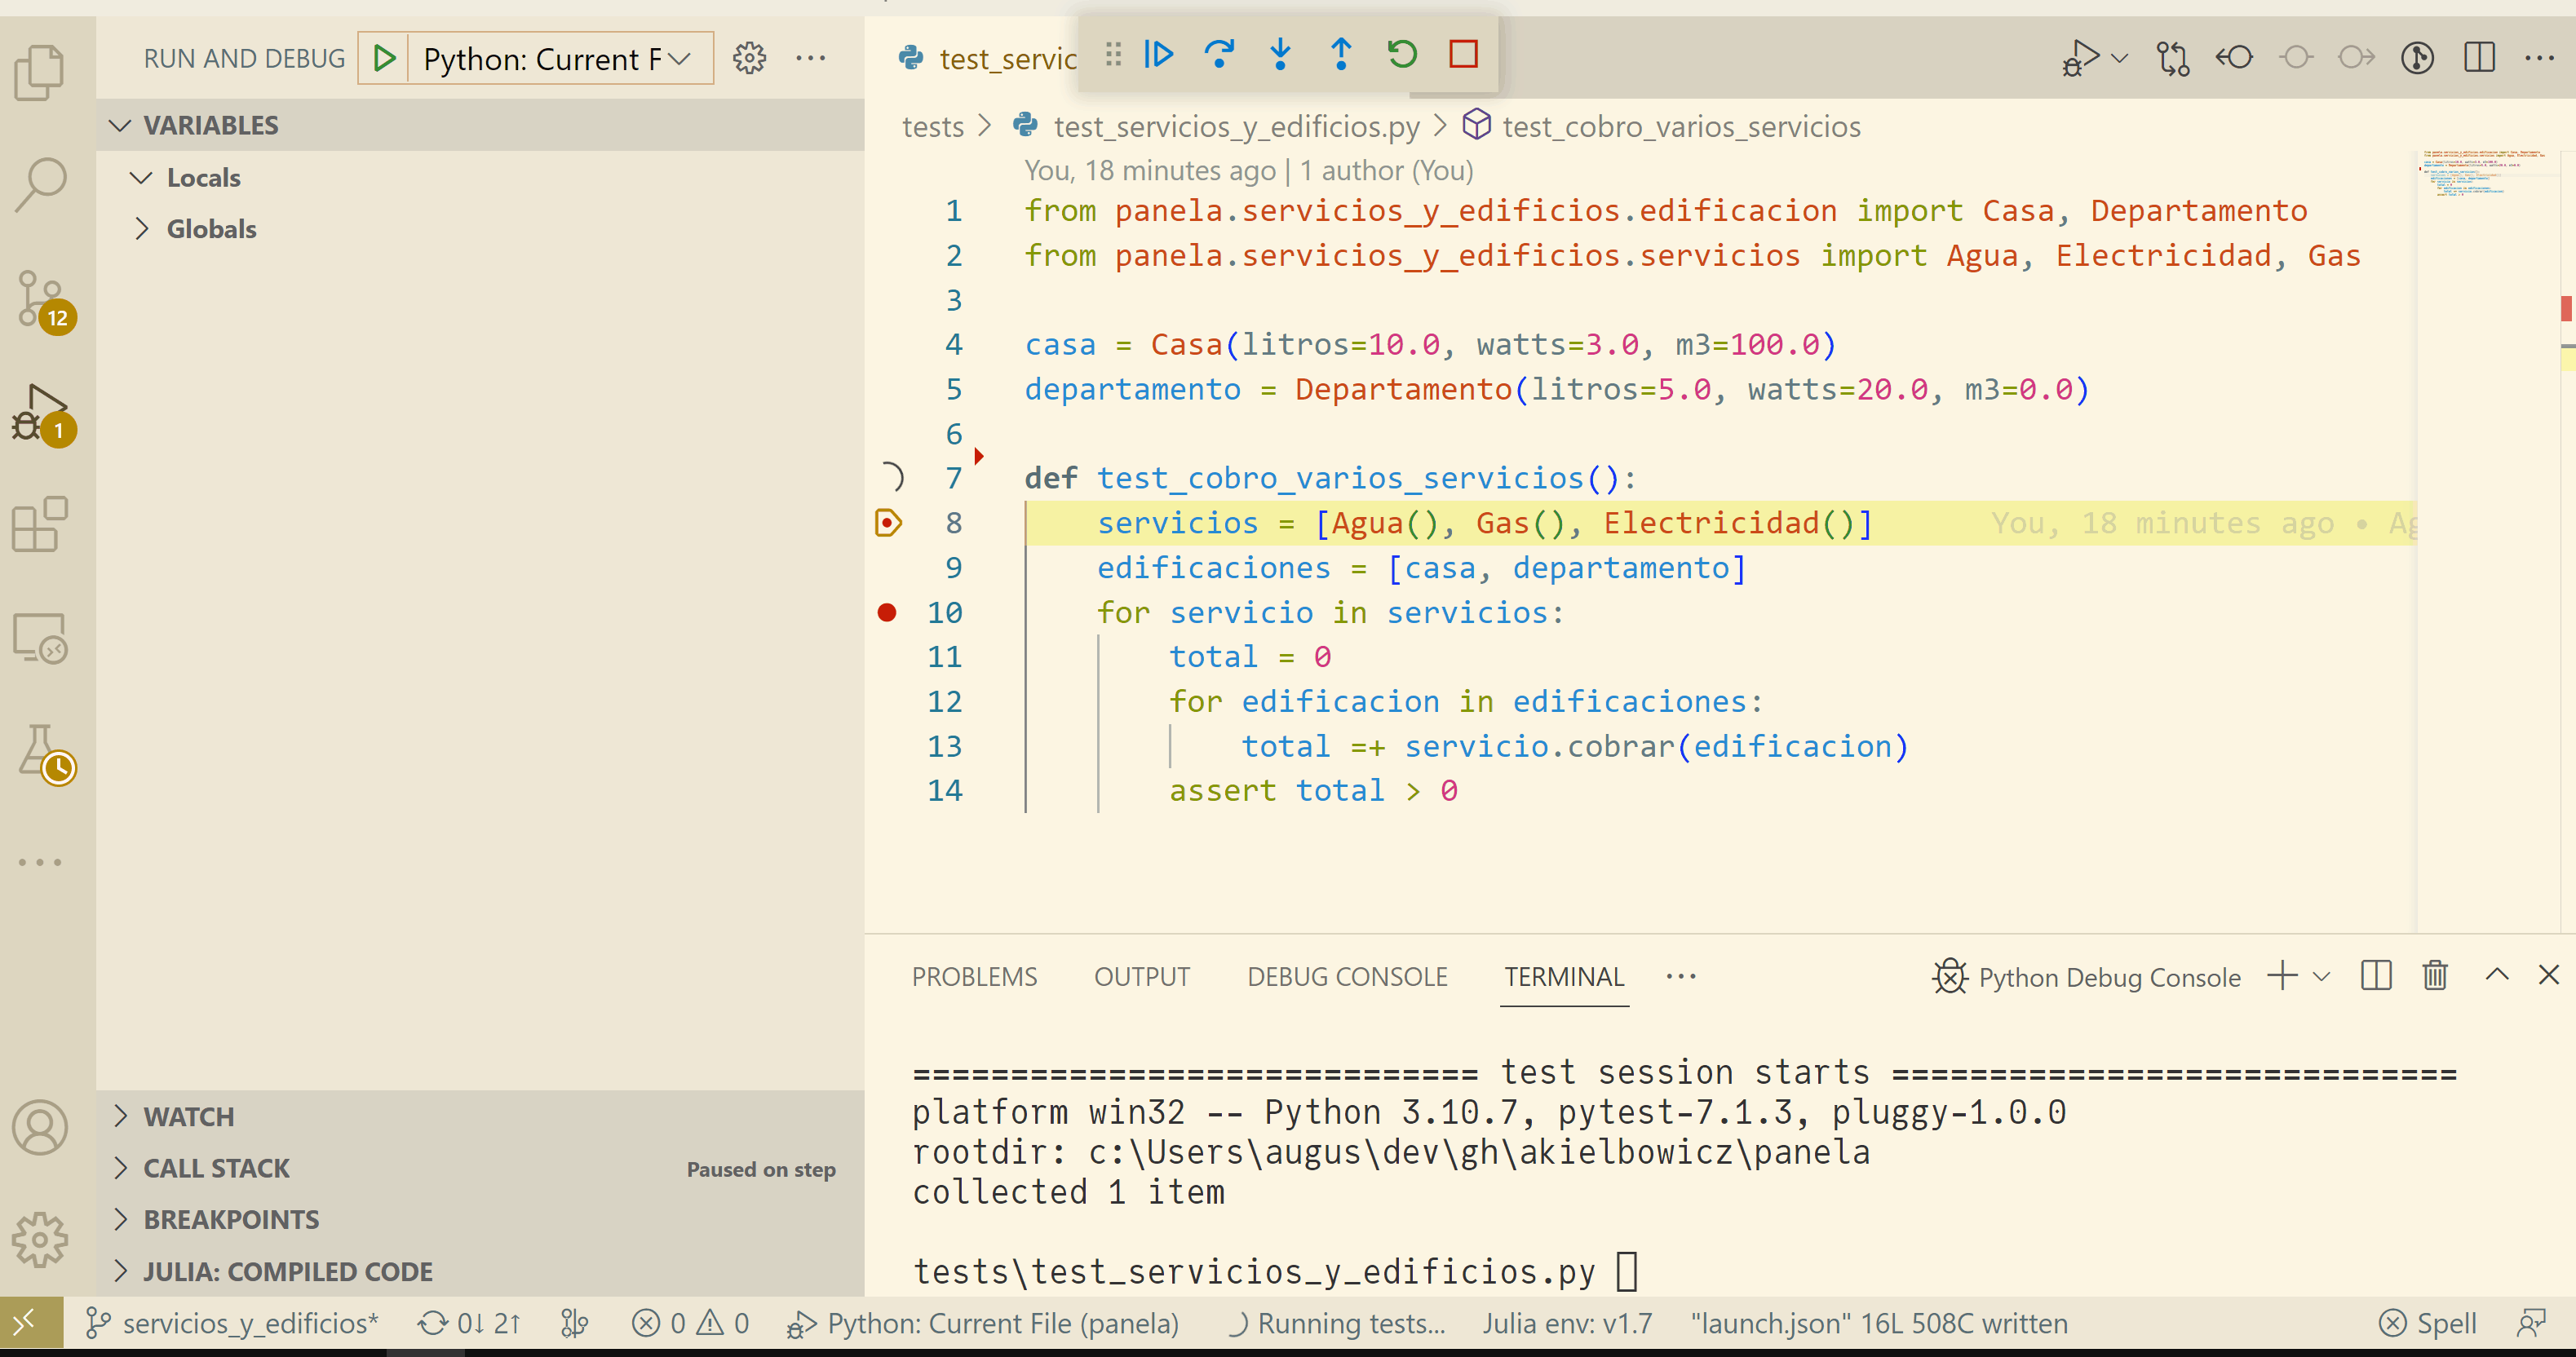 RUN AND DEBUG
Python: Current F
VARIABLES
Locals
Globals
12
1
WATCH
CALL STACK
Paused on step
BREAKPOINTS
JULIA: COMPILED CODE
test_servic
tests > test_servicios_y_edificios.py > test_cobro_varios_servicios
You, 18 minutes ago | 1 author (You)
1 from panela.servicios_y_edificios.edificacion import Casa, Departamento
2 from panela.servicios_y_edificios.servicios import Agua, Electricidad, Gas
3
4 casa = Casa(litros=10.0, watts=3.0, m3=100.0)
5 departamento = Departamento(litros=5.0, watts=20.0, m3=0.0)
6
7 def test_cobro_varios_servicios():
8 servicios = [Agua(), Gas(), Electricidad()] You, 18 minutes ago • Ag
9 edificaciones = [casa, departamento]
10 for servicio in servicios:
11 total = 0
12 for edificacion in edificaciones:
13 total =+ servicio.cobrar(edificacion)
14 assert total > 0
PROBLEMS OUTPUT DEBUG CONSOLE TERMINAL Python Debug Console
============================= test session starts =============================
platform win32 -- Python 3.10.7, pytest-7.1.3, pluggy-1.0.0
rootdir: c:\Users\augus\dev\gh\akielbowicz\panela
collected 1 item
tests\test_servicios_y_edificios.py
servicios_y_edificios* 0↓ 2↑ 0 0 Python: Current File (panela) Running tests... Julia env: v1.7 "launch.json" 16L 508C written Spell